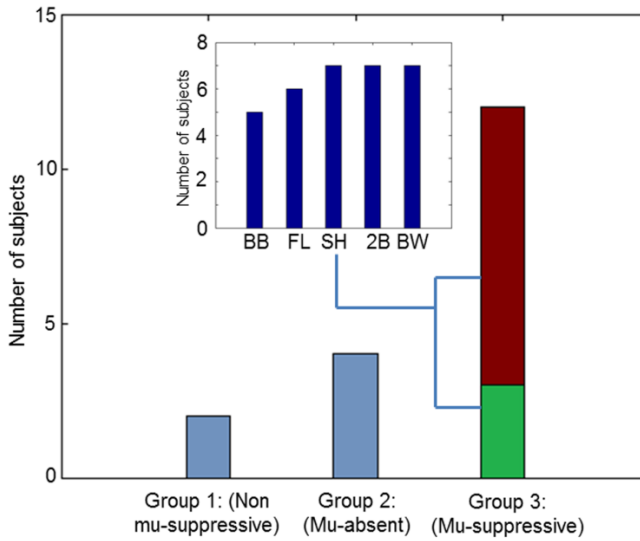 15
10
5
0
Number of subjects
8
6
4
2
0
Number of subjects
BB FL SH 2B BW
Group 1: (Non
mu-suppressive)
Group 2:
(Mu-absent)
Group 3:
(Mu-suppressive)